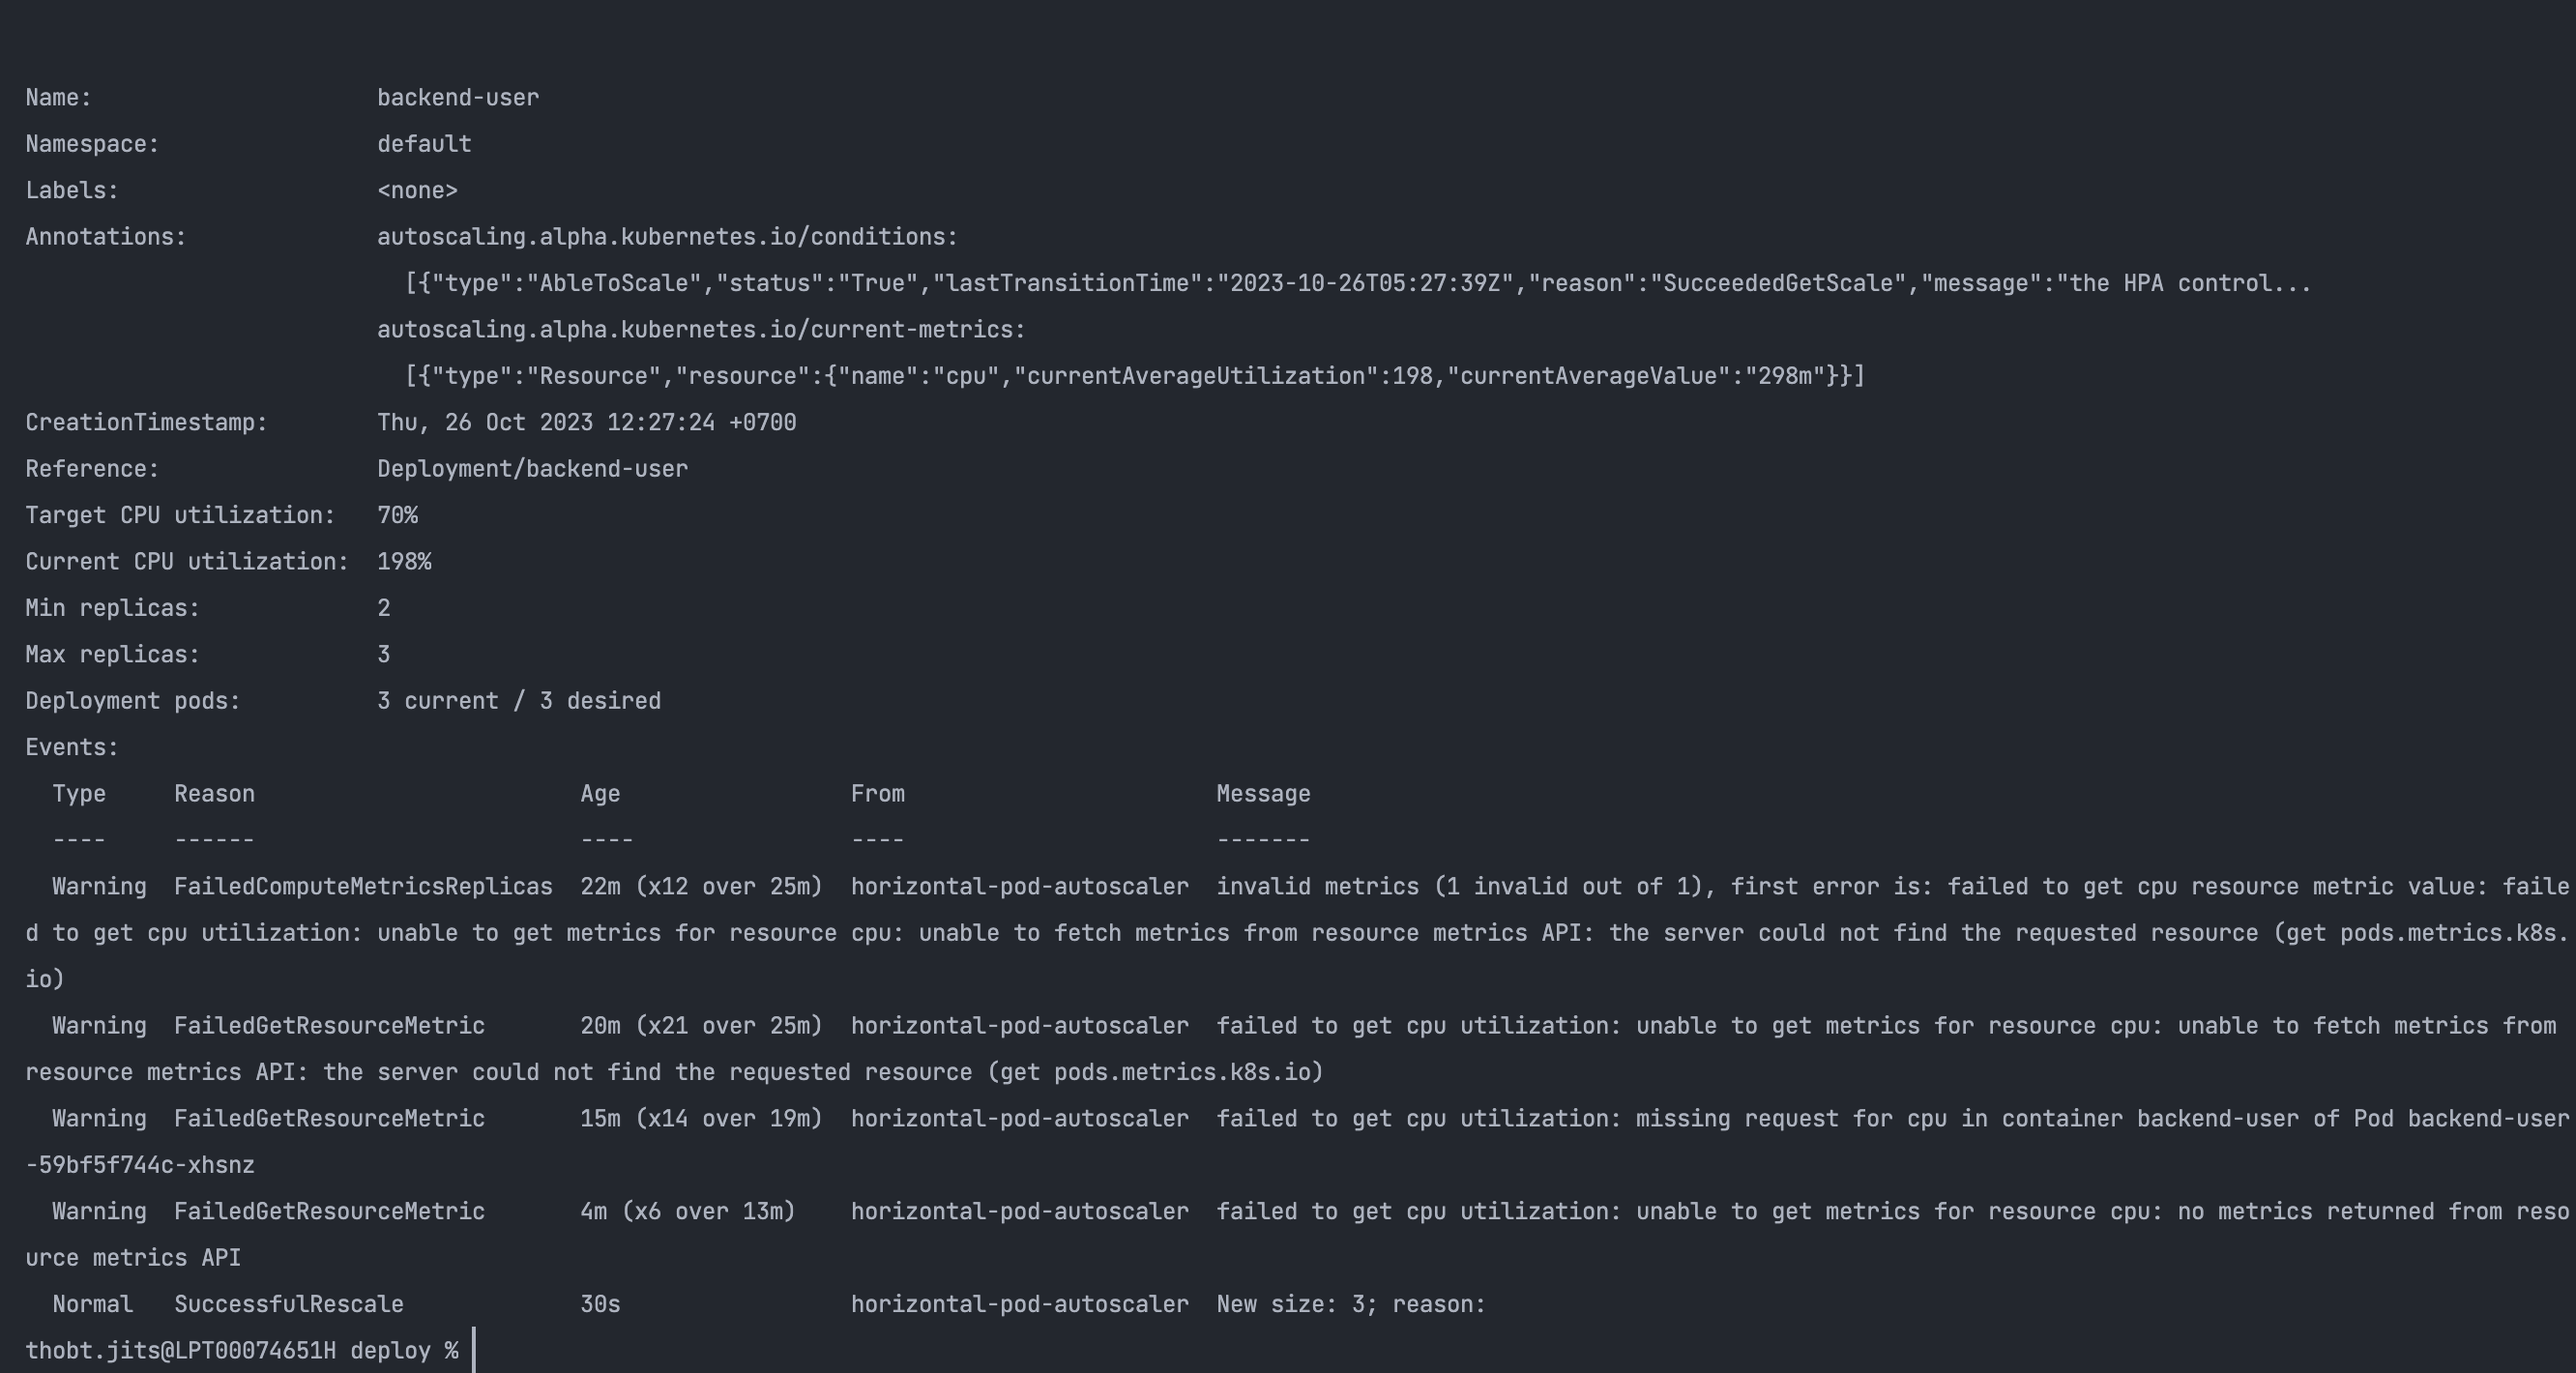 Name:                     backend-user
Namespace:                default
Labels:                   <none>
Annotations:              autoscaling.alpha.kubernetes.io/conditions:
                            [{"type":"AbleToScale","status":"True","lastTransitionTime":"2023-10-26T05:27:39Z","reason":"SucceededGetScale","message":"the HPA control...
                          autoscaling.alpha.kubernetes.io/current-metrics:
                            [{"type":"Resource","resource":{"name":"cpu","currentAverageUtilization":198,"currentAverageValue":"298m"}}]
CreationTimestamp:        Thu, 26 Oct 2023 12:27:24 +0700
Reference:                Deployment/backend-user
Target CPU utilization:   70%
Current CPU utilization:  198%
Min replicas:             2
Max replicas:             3
Deployment pods:          3 current / 3 desired
Events:
  Type     Reason                        Age                 From                       Message
  ----     ------                        ----                ----                       -------
  Warning  FailedComputeMetricsReplicas  22m (x12 over 25m)  horizontal-pod-autoscaler  invalid metrics (1 invalid out of 1), first error is: failed to get cpu resource metric value: faile
d to get cpu utilization: unable to get metrics for resource cpu: unable to fetch metrics from resource metrics API: the server could not find the requested resource (get pods.metrics.k8s.
io)
  Warning  FailedGetResourceMetric       20m (x21 over 25m)  horizontal-pod-autoscaler  failed to get cpu utilization: unable to get metrics for resource cpu: unable to fetch metrics from
resource metrics API: the server could not find the requested resource (get pods.metrics.k8s.io)
  Warning  FailedGetResourceMetric       15m (x14 over 19m)  horizontal-pod-autoscaler  failed to get cpu utilization: missing request for cpu in container backend-user of Pod backend-user
-59bf5f744c-xhsnz
  Warning  FailedGetResourceMetric       4m (x6 over 13m)    horizontal-pod-autoscaler  failed to get cpu utilization: unable to get metrics for resource cpu: no metrics returned from reso
urce metrics API
  Normal   SuccessfulRescale             30s                 horizontal-pod-autoscaler  New size: 3; reason:
thobt.jits@LPT00074651H deploy %